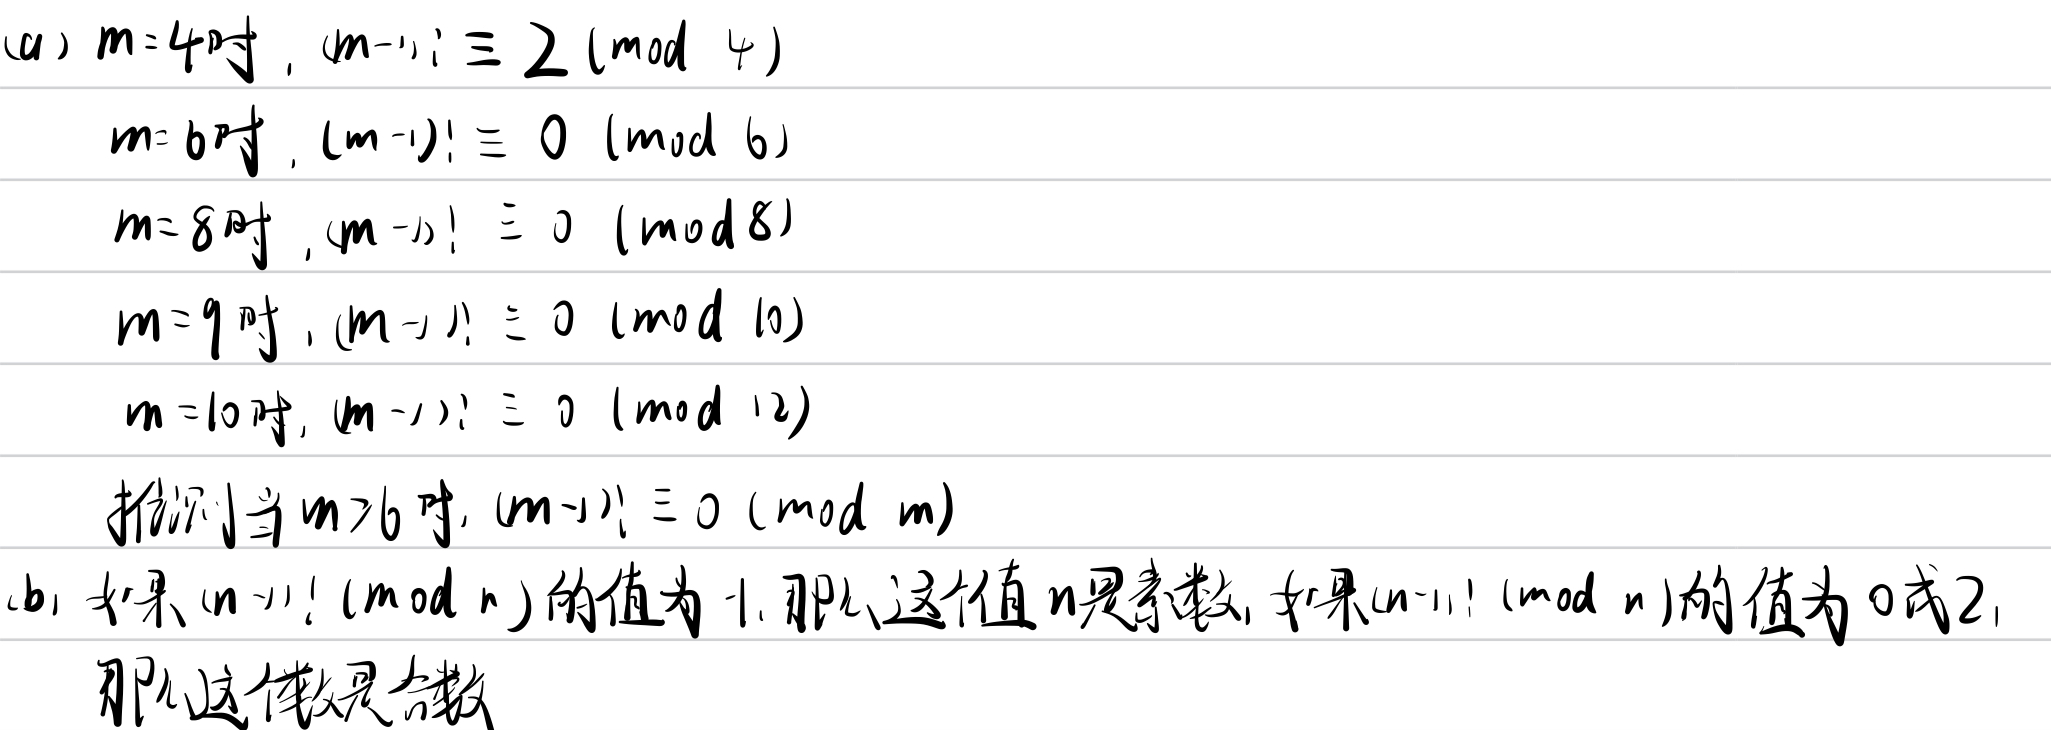 (a) m=4时, (m-1)! ≡ 2 (mod 4)
m=6时, (m-1)! ≡ 0 (mod 6)
m=8时, (m-1)! ≡ 0 (mod 8)
m=9时, (m-1)! ≡ 0 (mod 10)
m=10时, (m-1)! ≡ 0 (mod 12)
推测当m>6时, (m-1)! ≡ 0 (mod m)
(b) 如果(n-1)! (mod n)的值为-1, 那么这个值n是素数, 如果(n-1)! (mod n)的值为0或2,
那么这个数是合数